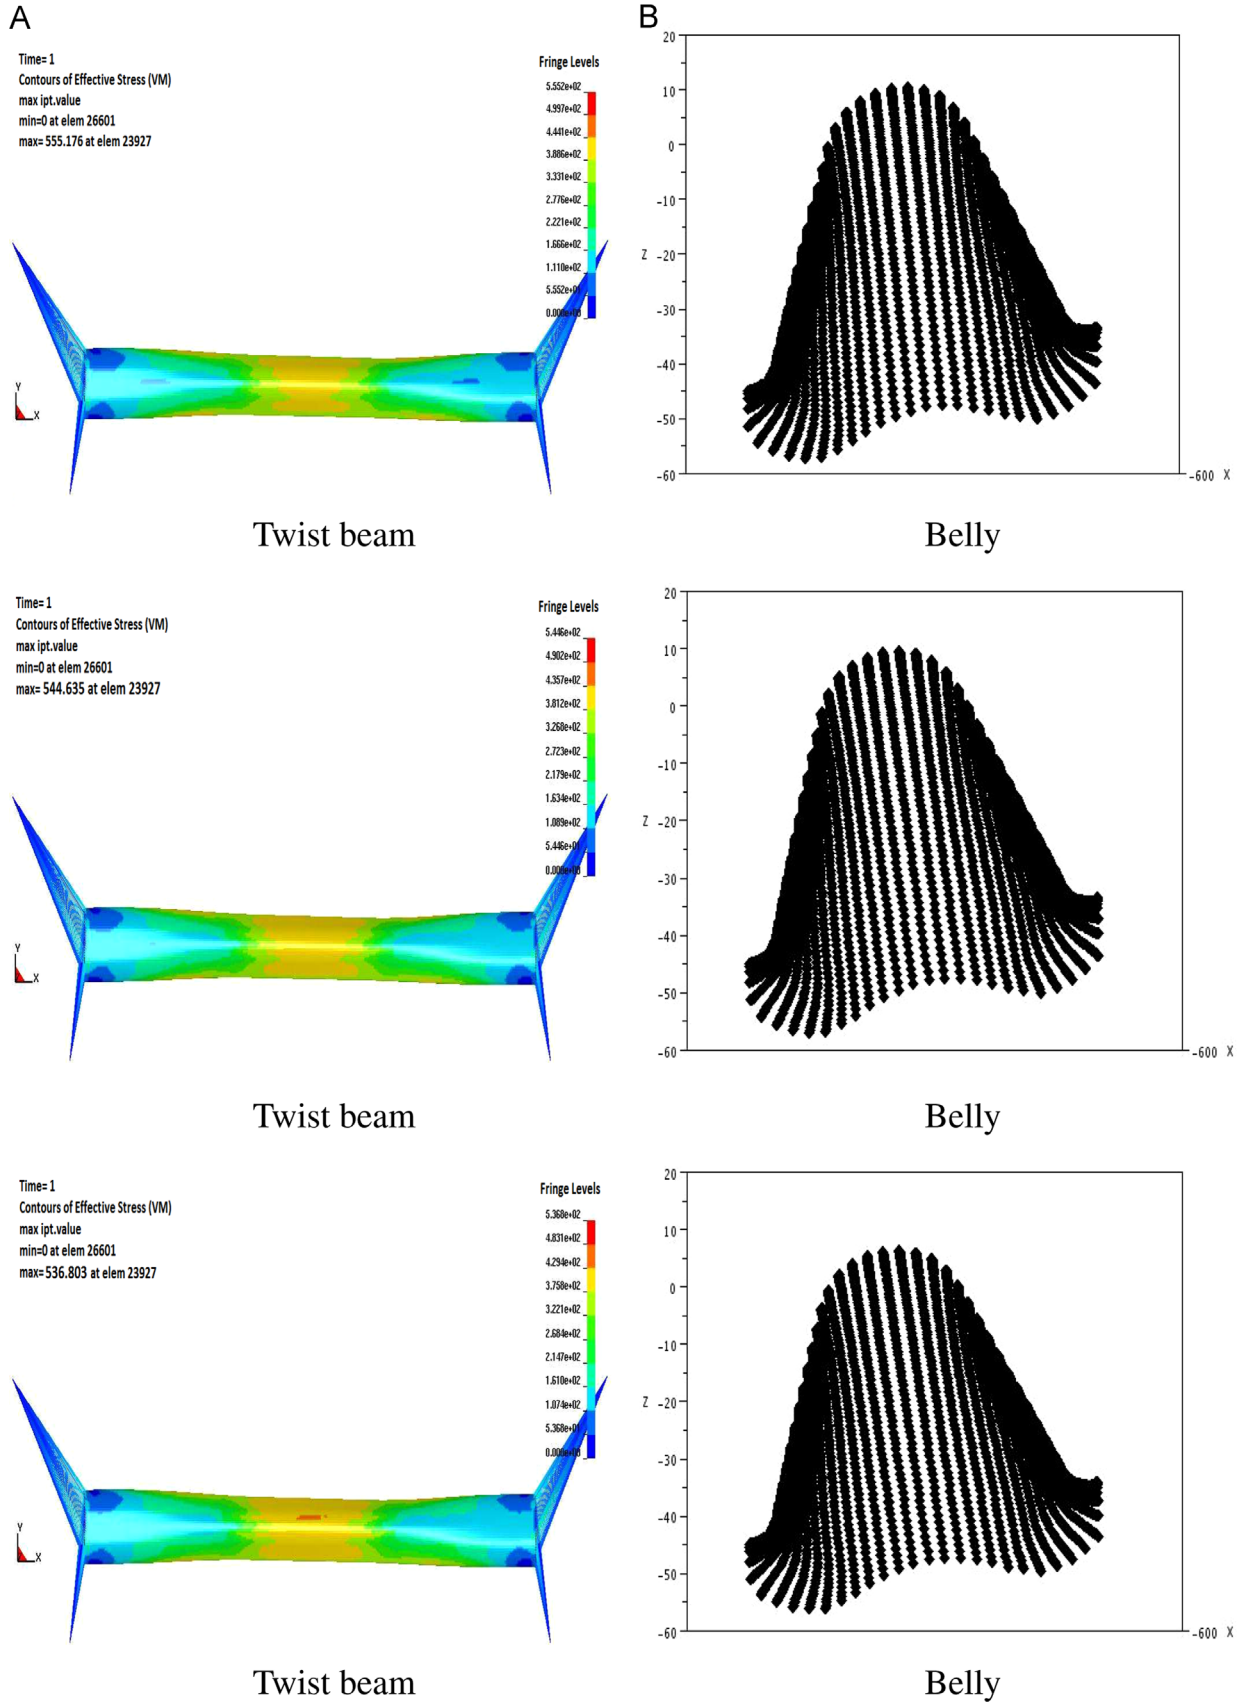 A
B
Time= 1
Contours of Effective Stress (VM)
max ipt.value
min=0 at elem 26601
max= 555.176 at elem 23927
Fringe Levels
5.552e+02
4.997e+02
4.441e+02
3.886e+02
3.331e+02
2.776e+02
2.221e+02
1.666e+02
1.110e+02
5.552e+01
0.000e+00
Y
X
20
10
0
-10
Z -20
-30
-40
-50
-60
-600 X
Twist beam
Belly
Time= 1
Contours of Effective Stress (VM)
max ipt.value
min=0 at elem 26601
max= 544.635 at elem 23927
Fringe Levels
5.446e+02
4.902e+02
4.357e+02
3.812e+02
3.268e+02
2.723e+02
2.179e+02
1.634e+02
1.089e+02
5.446e+01
0.000e+00
Y
X
20
10
0
-10
Z -20
-30
-40
-50
-60
-600 X
Twist beam
Belly
Time= 1
Contours of Effective Stress (VM)
max ipt.value
min=0 at elem 26601
max= 536.803 at elem 23927
Fringe Levels
5.368e+02
4.831e+02
4.294e+02
3.758e+02
3.221e+02
2.684e+02
2.147e+02
1.610e+02
1.074e+02
5.368e+01
0.000e+00
Y
X
20
10
0
-10
Z -20
-30
-40
-50
-60
-600 X
Twist beam
Belly